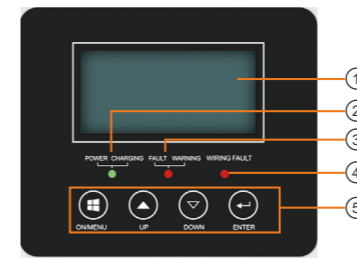 1
2
POWER CHARGING FAULT WARNING WIRING FAULT
3
4
5
ON/MENU UP DOWN ENTER